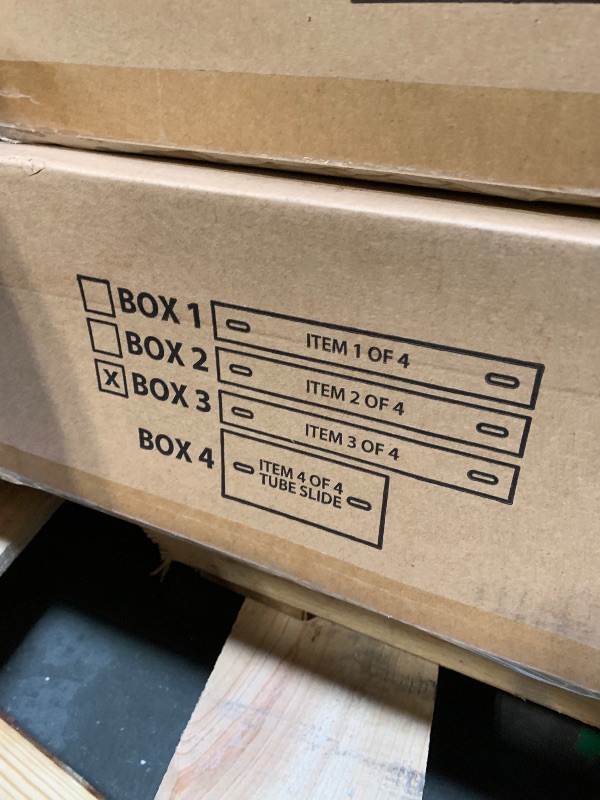 BOX 1 ITEM 1 OF 4
BOX 2 ITEM 2 OF 4
X BOX 3 ITEM 3 OF 4
BOX 4 ITEM 4 OF 4
TUBE SLIDE